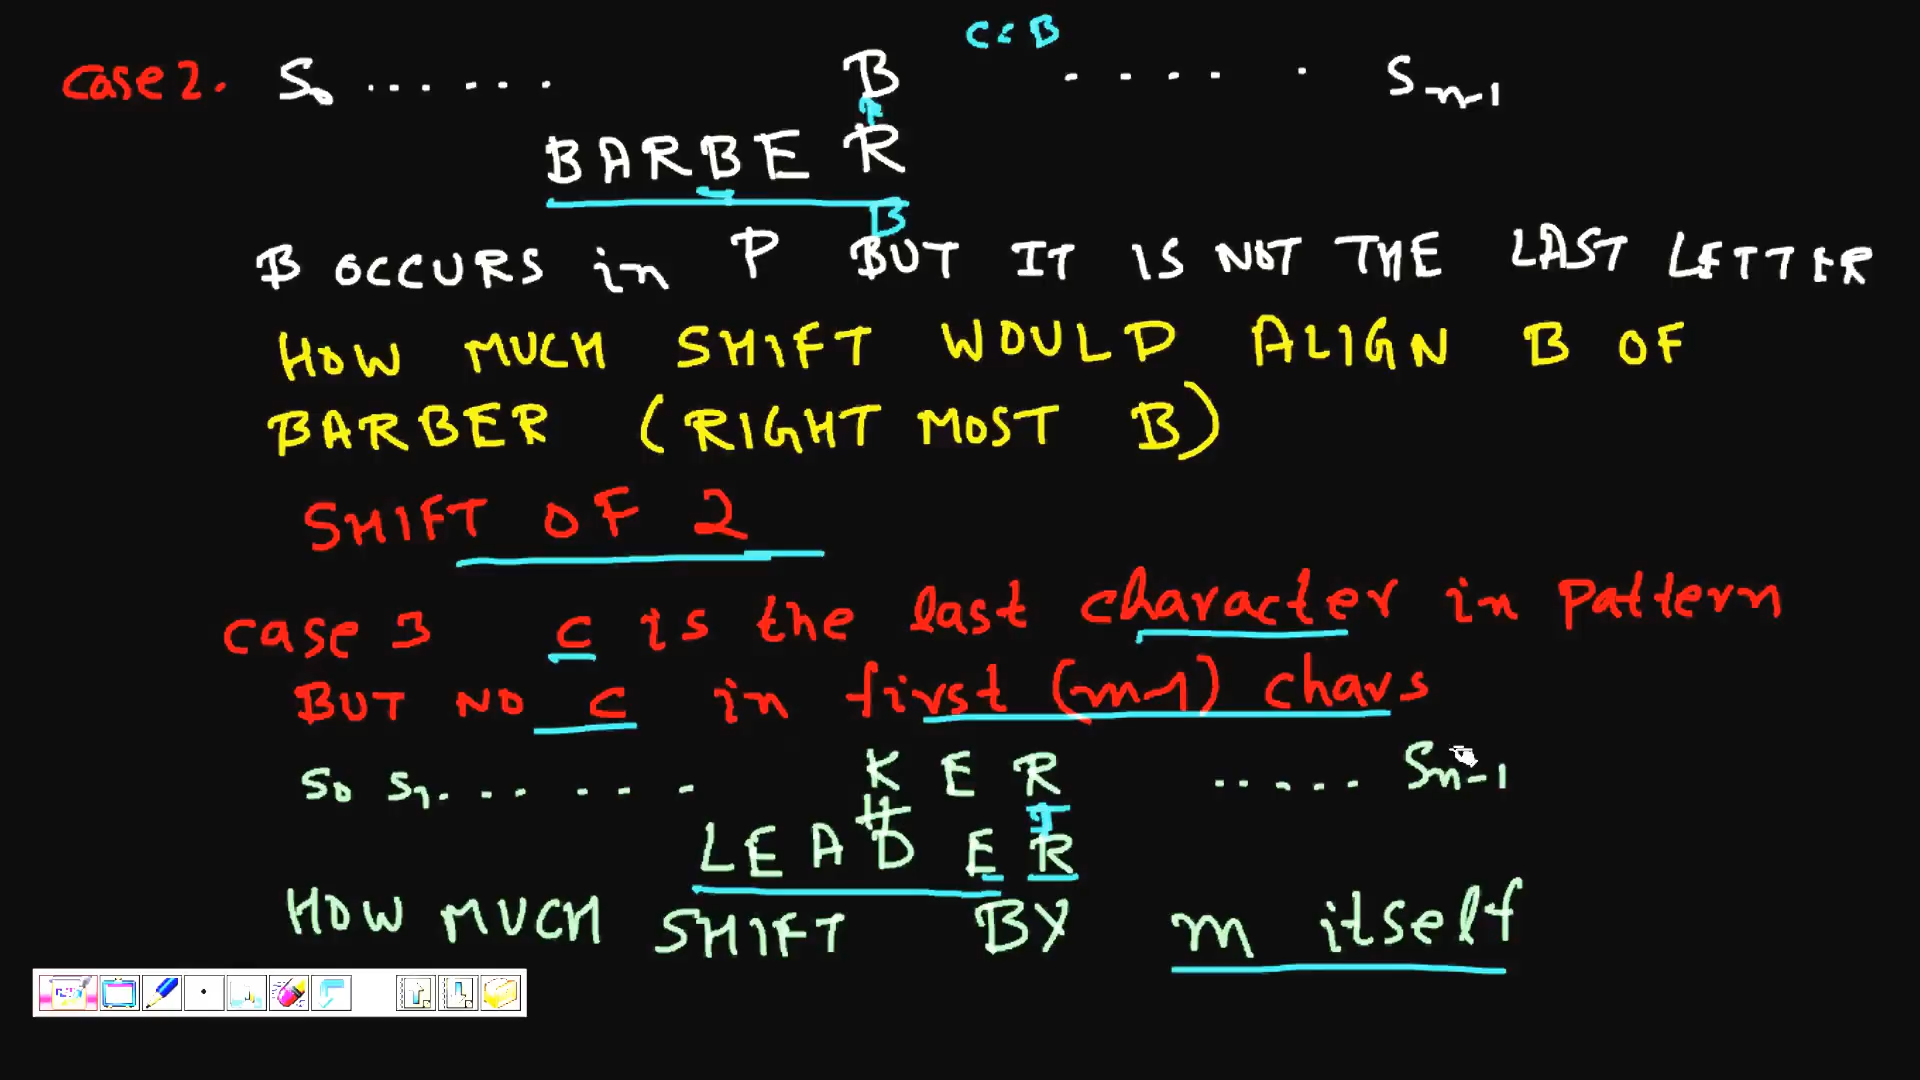 C < B
Case 2. S0 ...... B ..... Sn-1
BARBER
B
B OCCURS in P BUT IT IS NOT THE LAST LETTER
HOW MUCH SHIFT WOULD ALIGN B OF
BARBER (RIGHT MOST B)
SHIFT OF 2
case 3 c is the last character in pattern
BUT NO C in first (m-1) chars
S0 S1....... K E R ..... Sn-1
LEADER
HOW MUCH SHIFT BY m itself